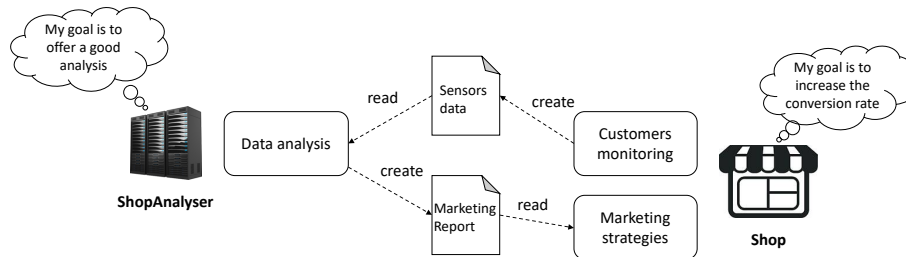 My goal is to
offer a good
analysis
ShopAnalyser
Data analysis
read
Sensors
data
create
Customers
monitoring
create
Marketing
Report
read
Marketing
strategies
My goal is to
increase the
conversion rate
Shop